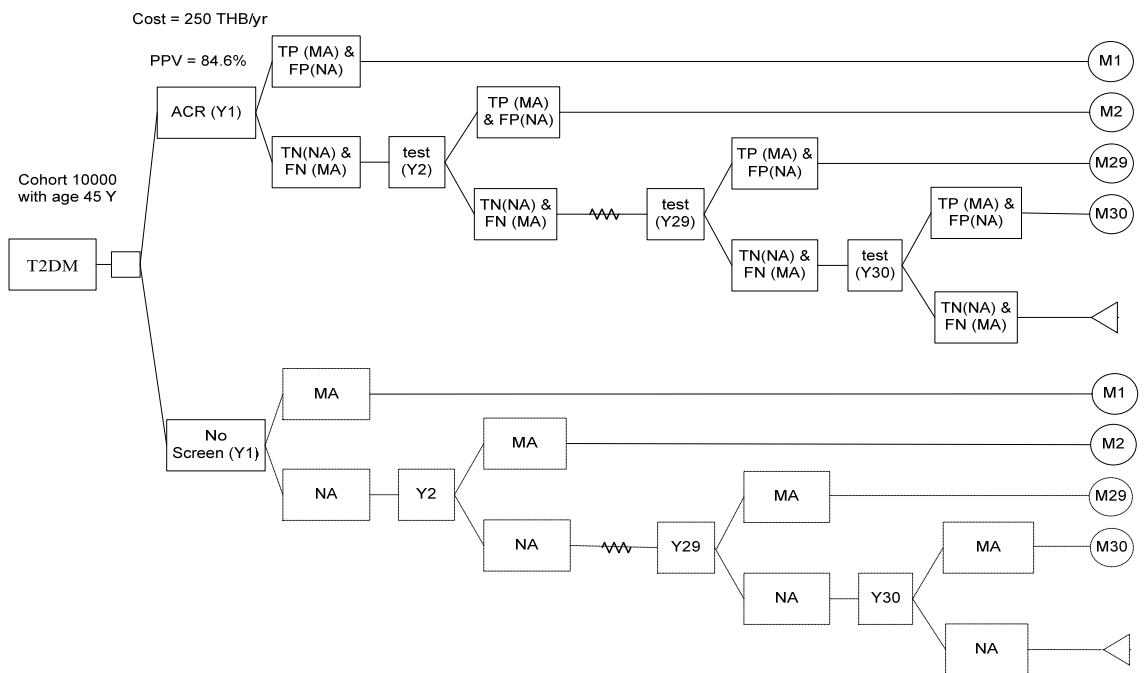 Cost = 250 THB/yr
PPV = 84.6%
Cohort 10000
with age 45 Y
T2DM
ACR (Y1)
TP (MA) &
FP(NA)
M1
TN(NA) &
FN (MA)
test
(Y2)
TP (MA)
& FP(NA)
M2
TN(NA) &
FN (MA)
test
(Y29)
TP (MA) &
FP(NA)
M29
TN(NA) &
FN (MA)
test
(Y30)
TP (MA) &
FP(NA)
M30
TN(NA) &
FN (MA)
No
Screen (Y1)
MA
M1
NA
Y2
MA
M2
NA
Y29
MA
M29
NA
Y30
MA
M30
NA